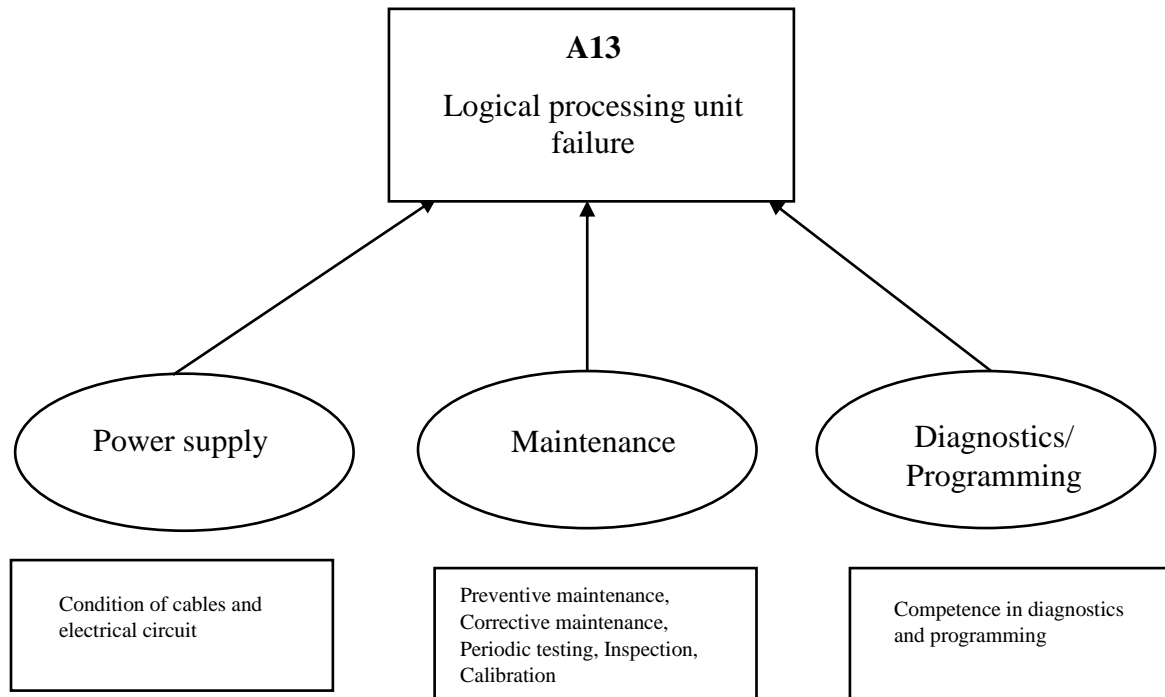 A13
Logical processing unit
failure
Power supply
Maintenance
Diagnostics/
Programming
Condition of cables and
electrical circuit
Preventive maintenance,
Corrective maintenance,
Periodic testing, Inspection,
Calibration
Competence in diagnostics
and programming